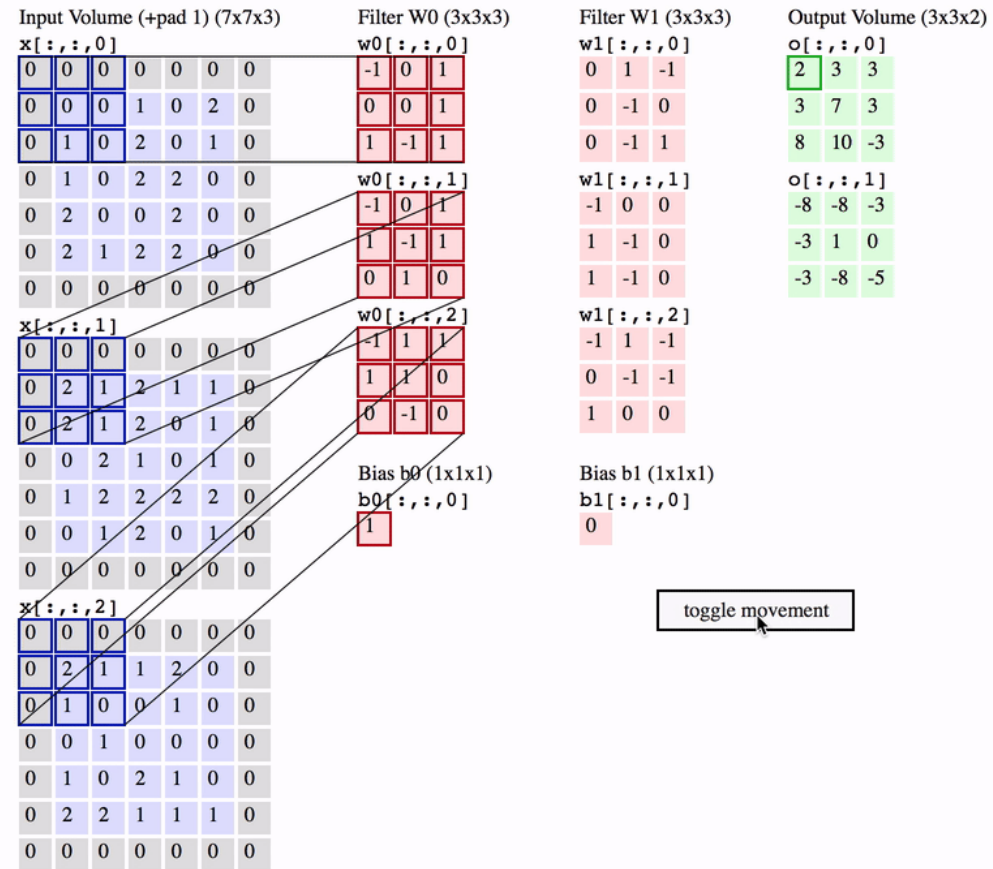 Input Volume (+pad 1) (7x7x3)
x[:,:,0]
0 0 0 0 0 0 0
0 0 0 1 0 2 0
0 1 0 2 0 1 0
0 1 0 2 2 0 0
0 2 0 0 2 0 0
0 2 1 2 2 0 0
0 0 0 0 0 0 0
x[:,:,1]
0 0 0 0 0 0 0
0 2 1 2 1 1 0
0 2 1 2 0 1 0
0 0 2 1 0 1 0
0 1 2 2 2 2 0
0 0 1 2 0 1 0
0 0 0 0 0 0 0
x[:,:,2]
0 0 0 0 0 0 0
0 2 1 1 2 0 0
0 1 0 0 1 0 0
0 0 1 0 0 0 0
0 1 0 2 1 0 0
0 2 2 1 1 1 0
0 0 0 0 0 0 0
Filter W0 (3x3x3)
w0[:,:,0]
-1 0 1
0 0 1
1 -1 1
w0[:,:,1]
-1 0 1
1 -1 1
0 1 0
w0[:,:,2]
-1 1 1
1 1 0
0 -1 0
Bias b0 (1x1x1)
b0[:,:,0]
1
Filter W1 (3x3x3)
w1[:,:,0]
0 1 -1
0 -1 0
0 -1 1
w1[:,:,1]
-1 0 0
1 -1 0
1 -1 0
w1[:,:,2]
-1 1 -1
0 -1 -1
1 0 0
Bias b1 (1x1x1)
b1[:,:,0]
0
Output Volume (3x3x2)
o[:,:,0]
2 3 3
3 7 3
8 10 -3
o[:,:,1]
-8 -8 -3
-3 1 0
-3 -8 -5
toggle movement